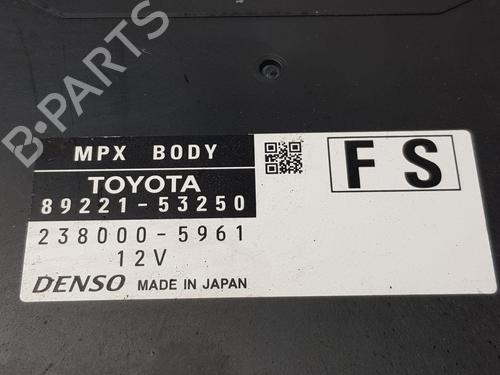 B-PARTS
MPX BODY
TOYOTA
89221-53250
238000-5961
12V
DENSO MADE IN JAPAN
FS